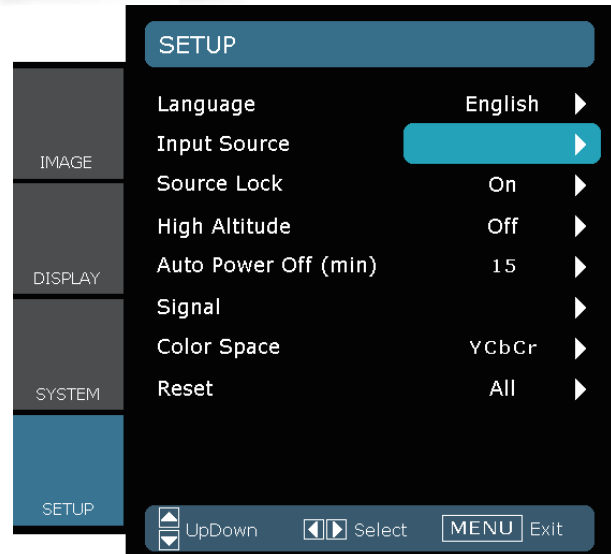 SETUP
IMAGE
DISPLAY
SYSTEM
SETUP
Language English
Input Source
Source Lock On
High Altitude Off
Auto Power Off (min) 15
Signal
Color Space YCbCr
Reset All
UpDown Select MENU Exit